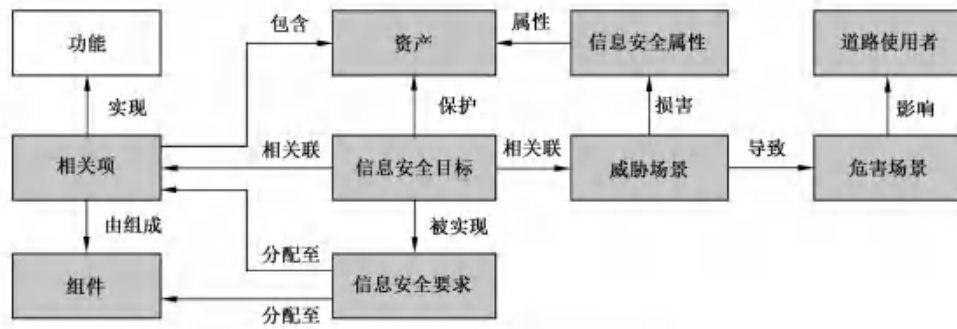 功能
包含
资产
属性
信息安全属性
道路使用者
实现
保护
损害
影响
相关项
相关联
信息安全目标
相关联
威胁场景
导致
危害场景
由组成
被实现
组件
分配至
信息安全要求
分配至